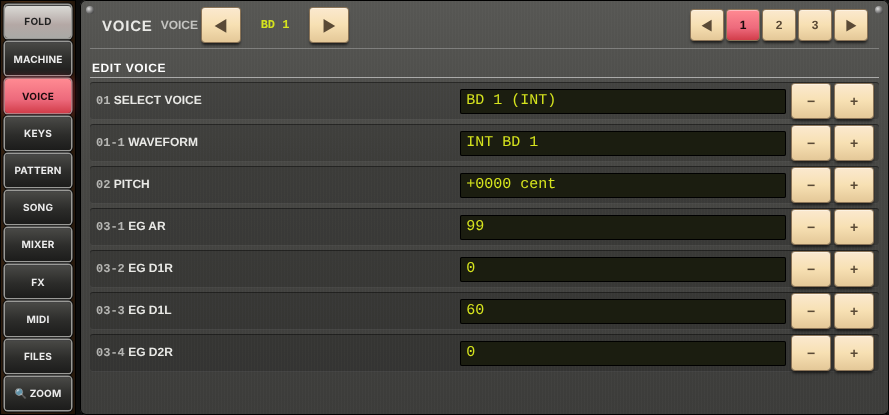 FOLD
MACHINE
VOICE
KEYS
PATTERN
SONG
MIXER
FX
MIDI
FILES
ZOOM
VOICE VOICE BD 1 1 2 3
EDIT VOICE
01 SELECT VOICE BD 1 (INT) - +
01-1 WAVEFORM INT BD 1 - +
02 PITCH +0000 cent - +
03-1 EG AR 99 - +
03-2 EG D1R 0 - +
03-3 EG D1L 60 - +
03-4 EG D2R 0 - +